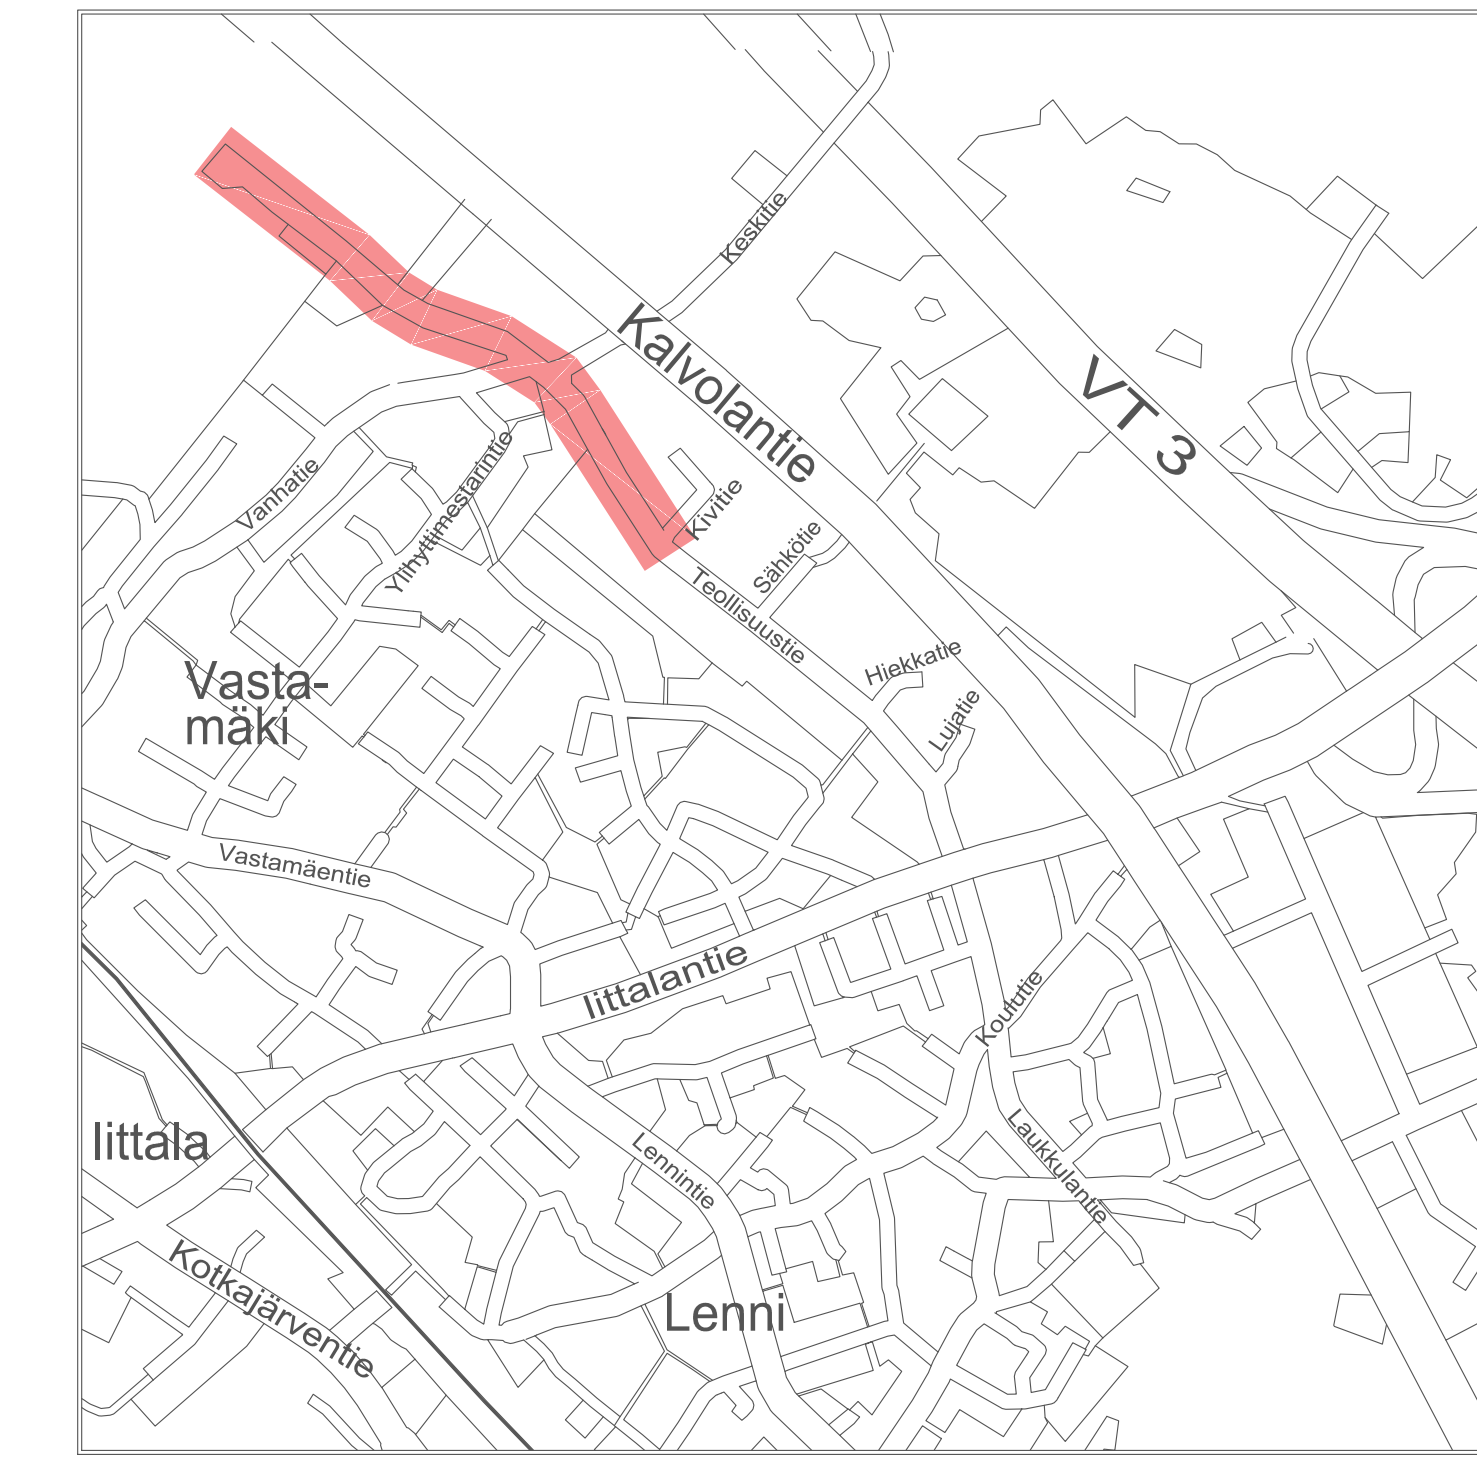 Keskitie
Kalvolantie
VT 3
Vanhatie
Ylihyttimestarintie
Kivitie
Sähkötie
Teollisuustie
Hiekkatie
Lujatie
Vasta-
mäki
Vastamäentie
Iittalantie
Koulutie
Iittala
Lennintie
Laukkulantie
Kotkajärventie
Lenni